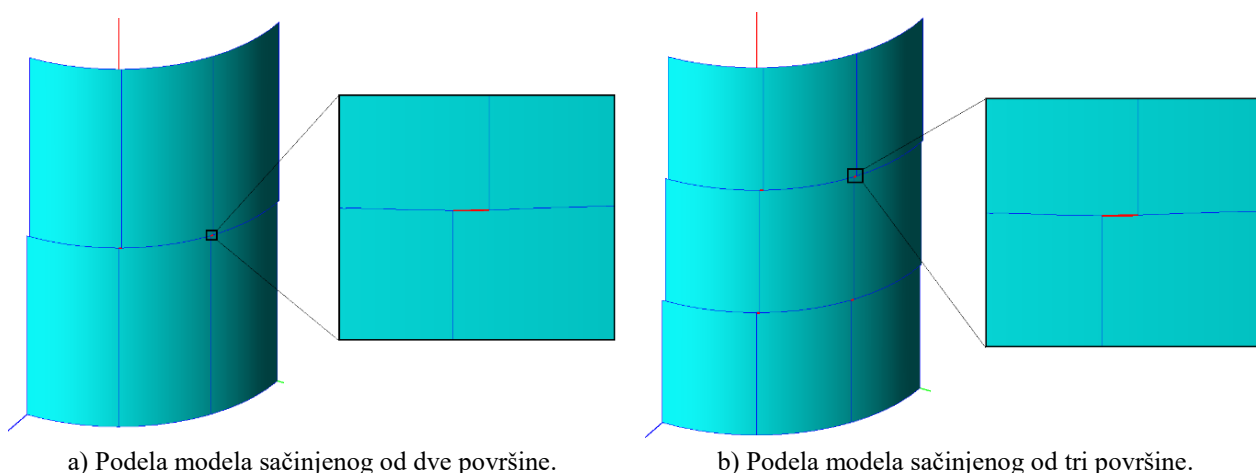 a) Podela modela sačinjenog od dve površine.
b) Podela modela sačinjenog od tri površine.